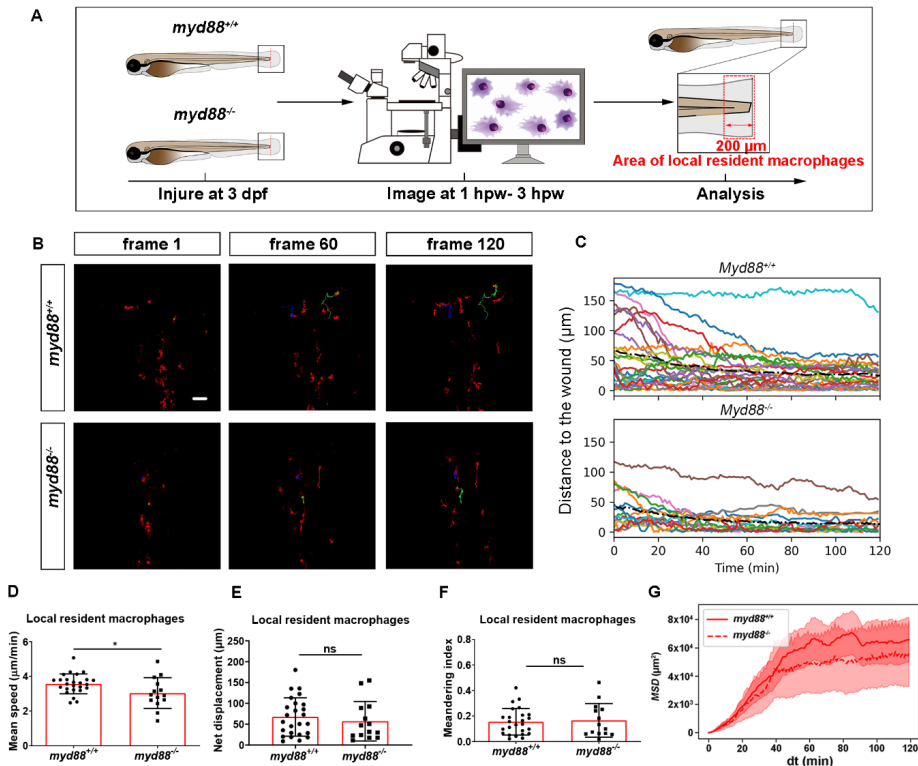 A
myd88+/+
myd88-/-
200 µm
Area of local resident macrophages
Injure at 3 dpf
Image at 1 hpw- 3 hpw
Analysis
B
frame 1
frame 60
frame 120
myd88+/+
myd88-/-
C
Myd88+/+
150
100
50
0
Myd88-/-
150
100
50
0
0 20 40 60 80 100 120
Distance to the wound (µm)
Time (min)
D
Local resident macrophages
Mean speed (µm/min)
6
4
2
0
*
myd88+/+ myd88-/-
E
Local resident macrophages
Net displacement (µm)
250
200
150
100
50
0
ns
myd88+/+ myd88-/-
F
Local resident macrophages
Meandering index
0.8
0.6
0.4
0.2
0.0
ns
myd88+/+ myd88-/-
G
myd88+/+
myd88-/-
MSD (µm²)
0
0 20 40 60 80 100 120
dt (min)